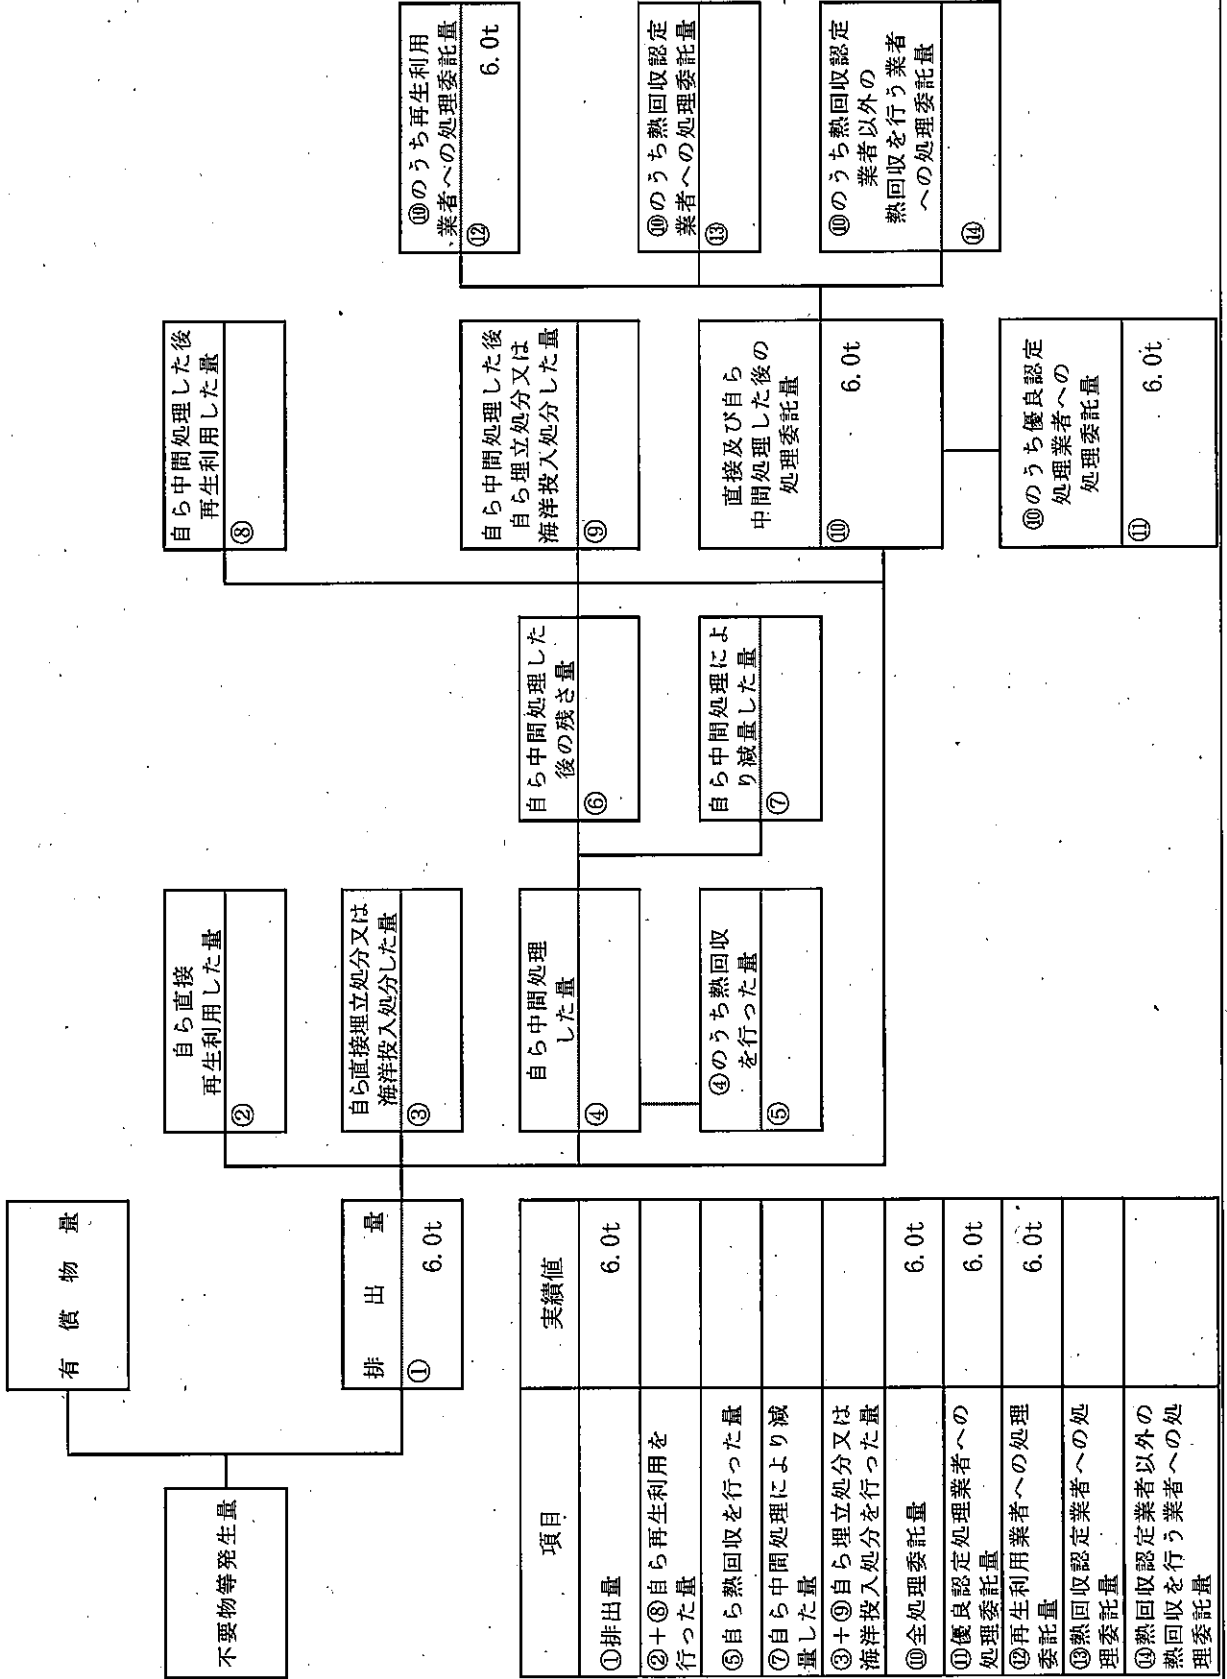 不要物等発生量
有償物量
排出量
①
6.0t
自ら直接
再生利用した量
②
自ら直接埋立処分又は
海洋投入処分した量
③
自ら中間処理
した量
④
④のうち熱回収
を行った量
⑤
自ら中間処理した
後の残さ量
⑥
自ら中間処理によ
り減量した量
⑦
自ら中間処理した後
再生利用した量
⑧
自ら中間処理した後
自ら埋立処分又は
海洋投入処分した量
⑨
直接及び自ら
中間処理した後の
処理委託量
⑩
6.0t
⑩のうち優良認定
処理業者への
処理委託量
⑪
6.0t
⑩のうち再生利用
業者への処理委託量
⑫
6.0t
⑩のうち熱回収認定
業者への処理委託量
⑬
⑩のうち熱回収認定
業者以外の
熱回収を行う業者
への処理委託量
⑭
項目
実績値
①排出量
6.0t
②+⑧自ら再生利用を
行った量
⑤自ら熱回収を行った量
⑦自ら中間処理により減
量した量
③+⑨自ら埋立処分又は
海洋投入処分を行った量
⑩全処理委託量
6.0t
⑪優良認定処理業者への
処理委託量
6.0t
⑫再生利用業者への処理
委託量
6.0t
⑬熱回収認定業者への処
理委託量
⑭熱回収認定業者以外の
熱回収を行う業者への処
理委託量